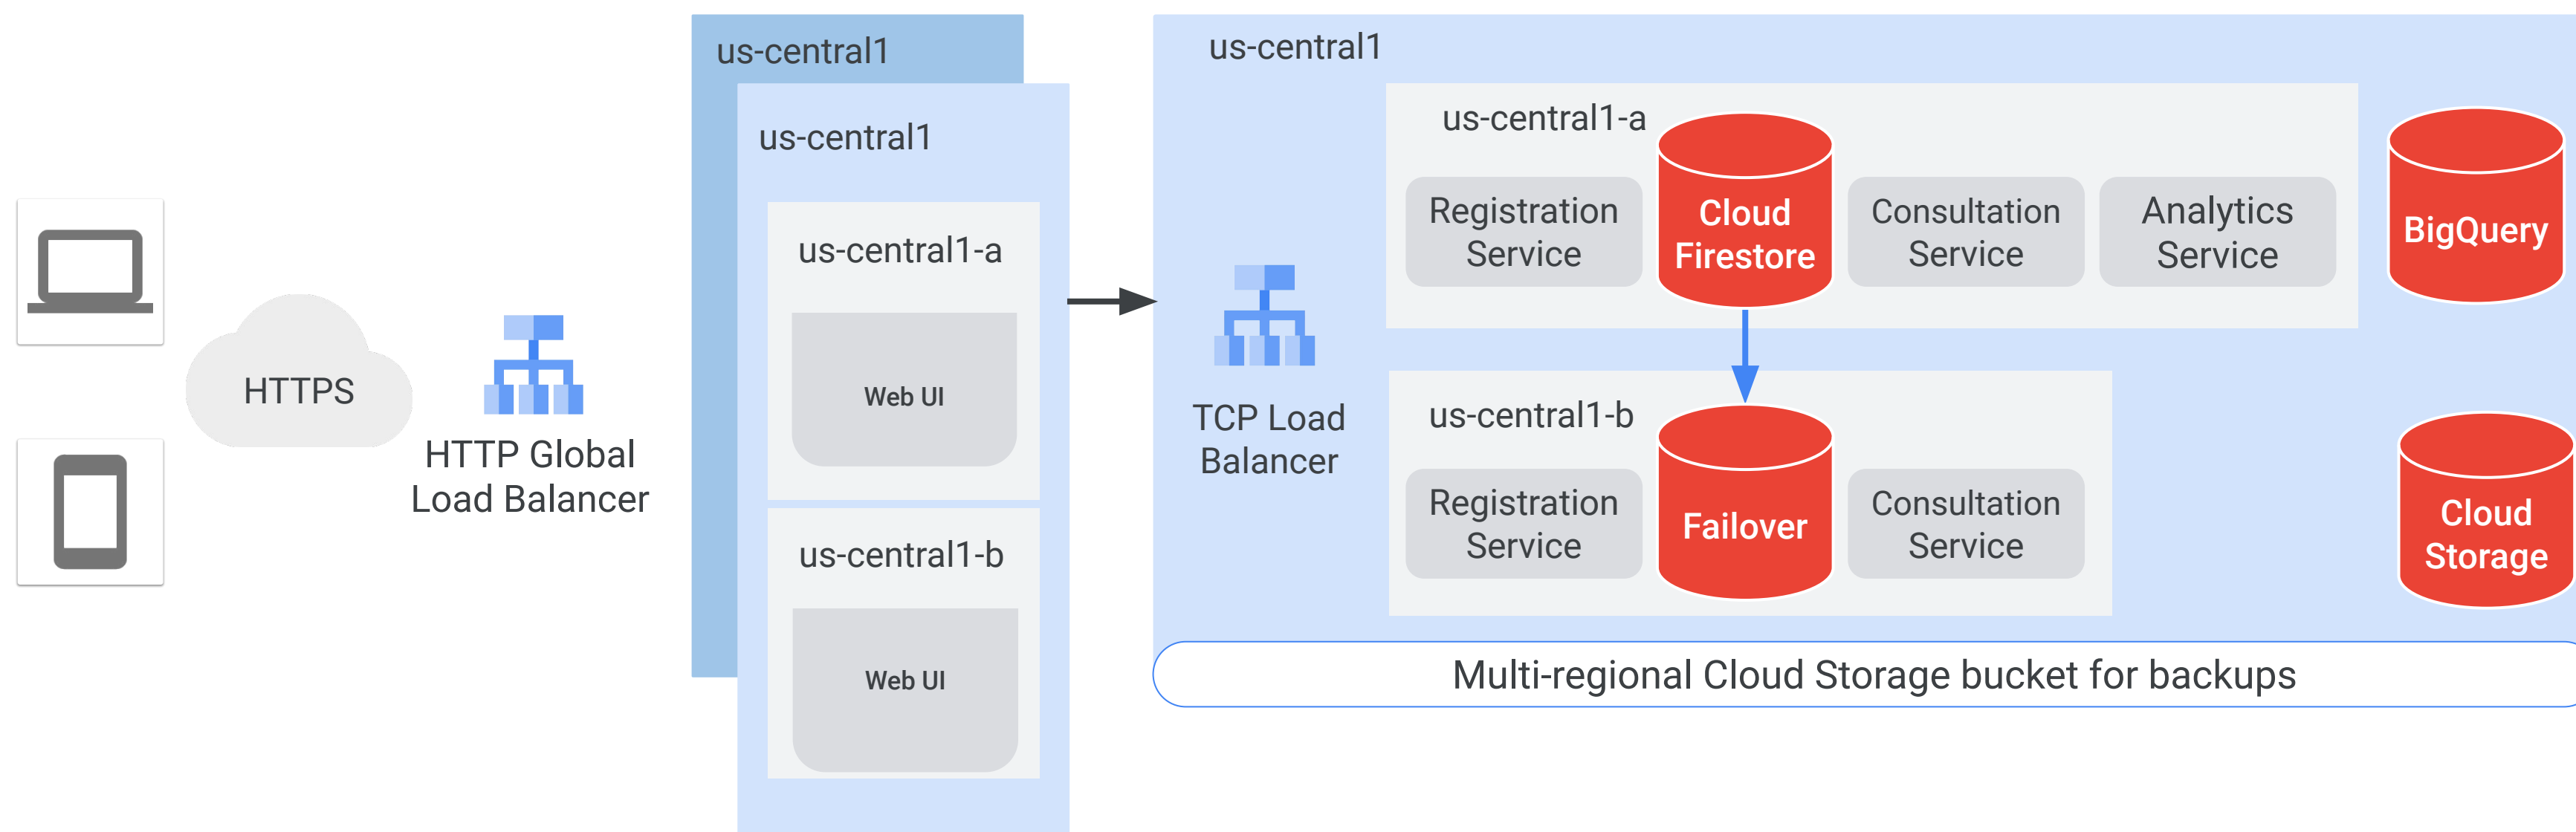 HTTPS
HTTP Global
Load Balancer
us-central1
us-central1
us-central1-a
Web UI
us-central1-b
Web UI
us-central1
TCP Load
Balancer
us-central1-a
Registration
Service
Cloud
Firestore
Consultation
Service
Analytics
Service
BigQuery
us-central1-b
Registration
Service
Failover
Consultation
Service
Cloud
Storage
Multi-regional Cloud Storage bucket for backups